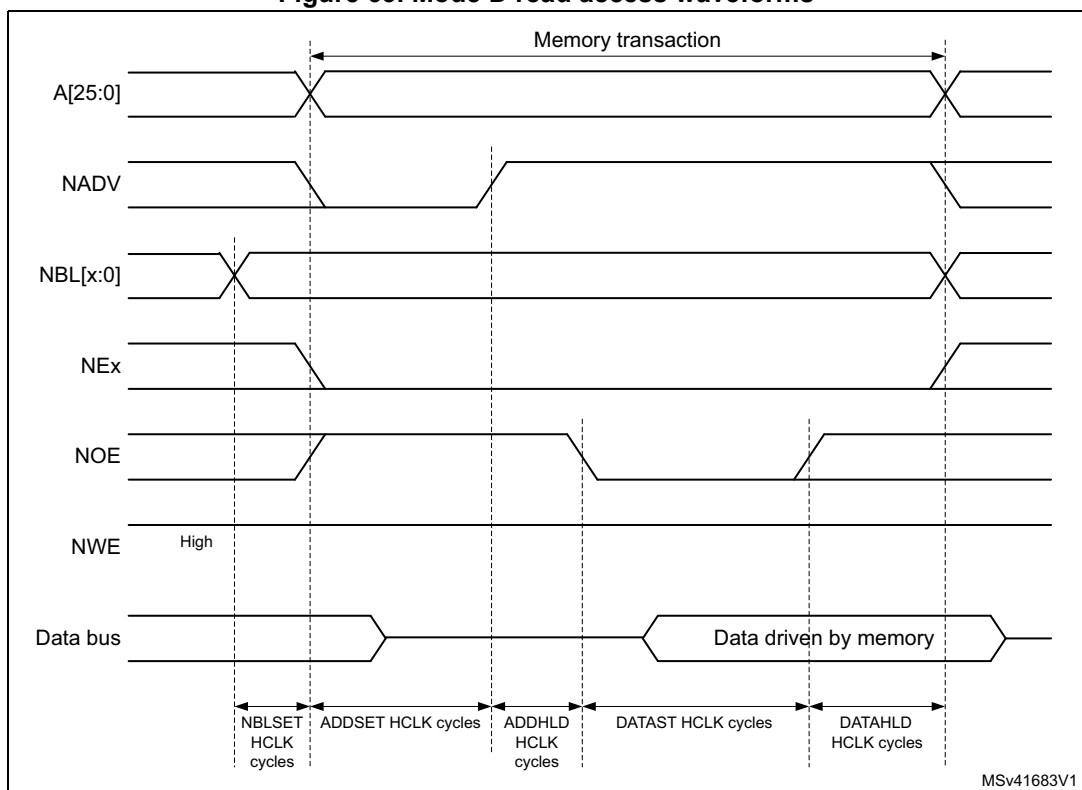 Figure 63. Mode D read access waveforms
Memory transaction
A[25:0]
NADV
NBL[x:0]
NEx
NOE
NWE
High
Data bus
Data driven by memory
NBLSET
HCLK
cycles
ADDSET HCLK cycles
ADDHLD
HCLK
cycles
DATAST HCLK cycles
DATAHLD
HCLK cycles
MSv41683V1